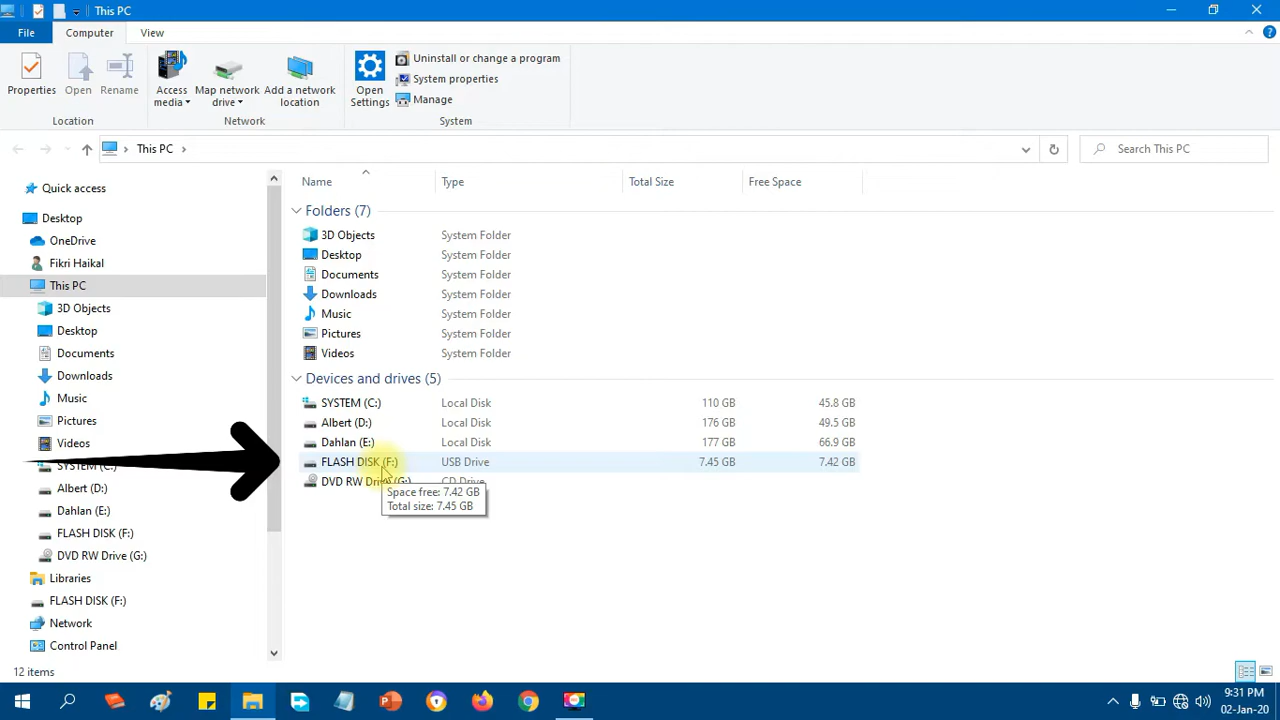 This PC
File Computer View
Properties Open Rename
Access media Map network drive Add a network location
Open Settings
Uninstall or change a program
System properties
Manage
Location Network System
This PC
Search This PC
Quick access
Desktop
OneDrive
Fikri Haikal
This PC
3D Objects
Desktop
Documents
Downloads
Music
Pictures
Videos
SYSTEM (C:)
Albert (D:)
Dahlan (E:)
FLASH DISK (F:)
DVD RW Drive (G:)
Libraries
FLASH DISK (F:)
Network
Control Panel
Name Type Total Size Free Space
Folders (7)
3D Objects System Folder
Desktop System Folder
Documents System Folder
Downloads System Folder
Music System Folder
Pictures System Folder
Videos System Folder
Devices and drives (5)
SYSTEM (C:) Local Disk 110 GB 45.8 GB
Albert (D:) Local Disk 176 GB 49.5 GB
Dahlan (E:) Local Disk 177 GB 66.9 GB
FLASH DISK (F:) USB Drive 7.45 GB 7.42 GB
DVD RW Drive (G:) CD Drive
Space free: 7.42 GB
Total size: 7.45 GB
12 items
9:31 PM
02-Jan-20